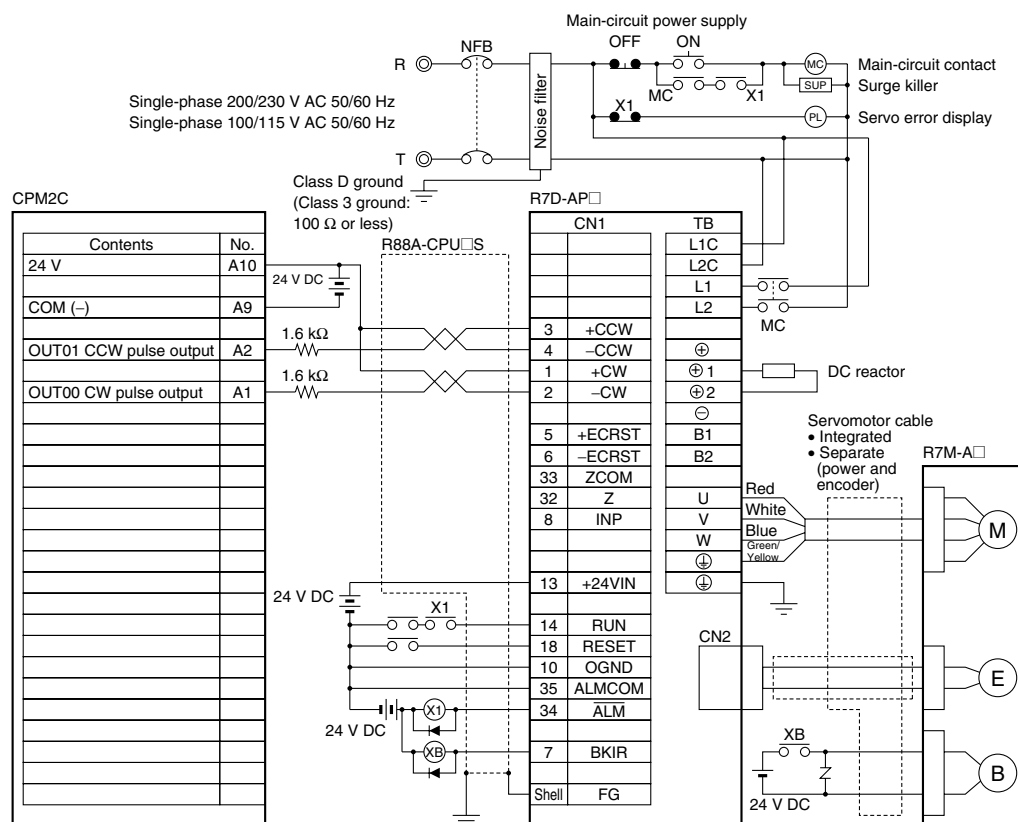 Main-circuit power supply
OFF ON
NFB
R
MC
Main-circuit contact
MC X1
SUP
Surge killer
Single-phase 200/230 V AC 50/60 Hz
Single-phase 100/115 V AC 50/60 Hz
Noise filter
X1
PL
Servo error display
T
Class D ground
(Class 3 ground:
100 Ω or less)
CPM2C
R7D-AP□
CN1 TB
Contents No.
R88A-CPU□S
L1C
24 V A10
L2C
24 V DC
L1
COM (−) A9
L2
MC
3 +CCW
1.6 kΩ
OUT01 CCW pulse output A2
4 −CCW ⊕
1 +CW ⊕ 1
DC reactor
1.6 kΩ
OUT00 CW pulse output A1
2 −CW ⊕ 2
⊖
Servomotor cable
• Integrated
• Separate
(power and
encoder)
R7M-A□
5 +ECRST B1
6 −ECRST B2
33 ZCOM
32 Z U
Red
8 INP V
White
W
Blue
Green/
Yellow
M
13 +24VIN
24 V DC
X1
14 RUN
18 RESET
CN2
10 OGND
35 ALMCOM
E
X1
34 ALM
24 V DC
XB
7 BKIR
XB
B
24 V DC
Shell FG